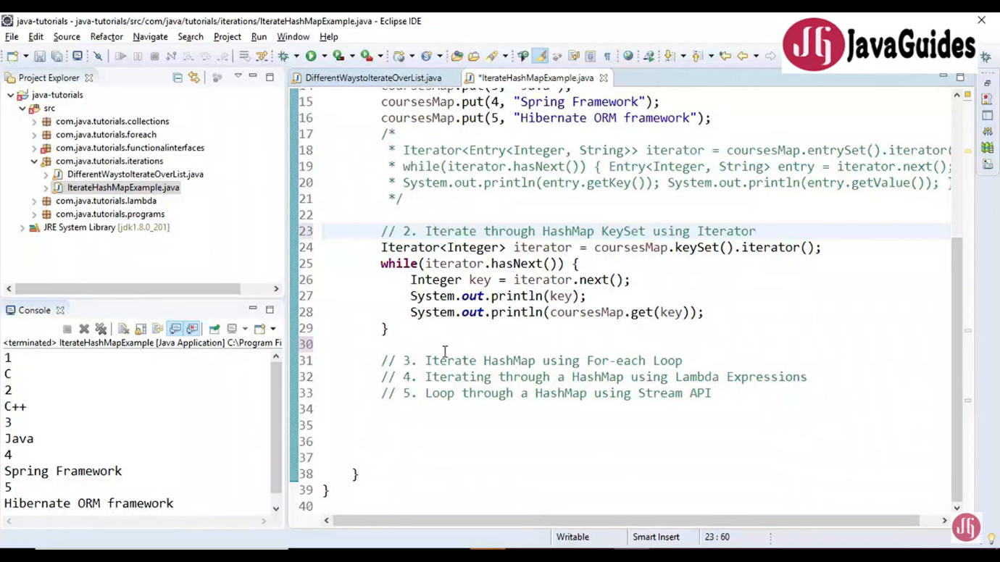 java-tutorials - java-tutorials/src/com/java/tutorials/iterations/IterateHashMapExample.java - Eclipse IDE
File Edit Source Refactor Navigate Search Project Run Window Help
JavaGuides
Project Explorer
java-tutorials
src
com.java.tutorials.collections
com.java.tutorials.foreach
com.java.tutorials.functionalinterfaces
com.java.tutorials.iterations
DifferentWaystoIterateOverList.java
IterateHashMapExample.java
com.java.tutorials.lambda
com.java.tutorials.programs
JRE System Library [jdk1.8.0_201]
Console
<terminated> IterateHashMapExample [Java Application] C:\Program Fi
1
C
2
C++
3
Java
4
Spring Framework
5
Hibernate ORM framework
DifferentWaystoIterateOverList.java *IterateHashMapExample.java
14 coursesMap.put(3, "Java");
15 coursesMap.put(4, "Spring Framework");
16 coursesMap.put(5, "Hibernate ORM framework");
17 /*
18 * Iterator<Entry<Integer, String>> iterator = coursesMap.entrySet().iterator(
19 * while(iterator.hasNext()) { Entry<Integer, String> entry = iterator.next();
20 * System.out.println(entry.getKey()); System.out.println(entry.getValue()); }
21 */
22
23 // 2. Iterate through HashMap KeySet using Iterator
24 Iterator<Integer> iterator = coursesMap.keySet().iterator();
25 while(iterator.hasNext()) {
26 Integer key = iterator.next();
27 System.out.println(key);
28 System.out.println(coursesMap.get(key));
29 }
30
31 // 3. Iterate HashMap using For-each Loop
32 // 4. Iterating through a HashMap using Lambda Expressions
33 // 5. Loop through a HashMap using Stream API
34
35
36
37
38 }
39 }
40
Writable Smart Insert 23 : 60